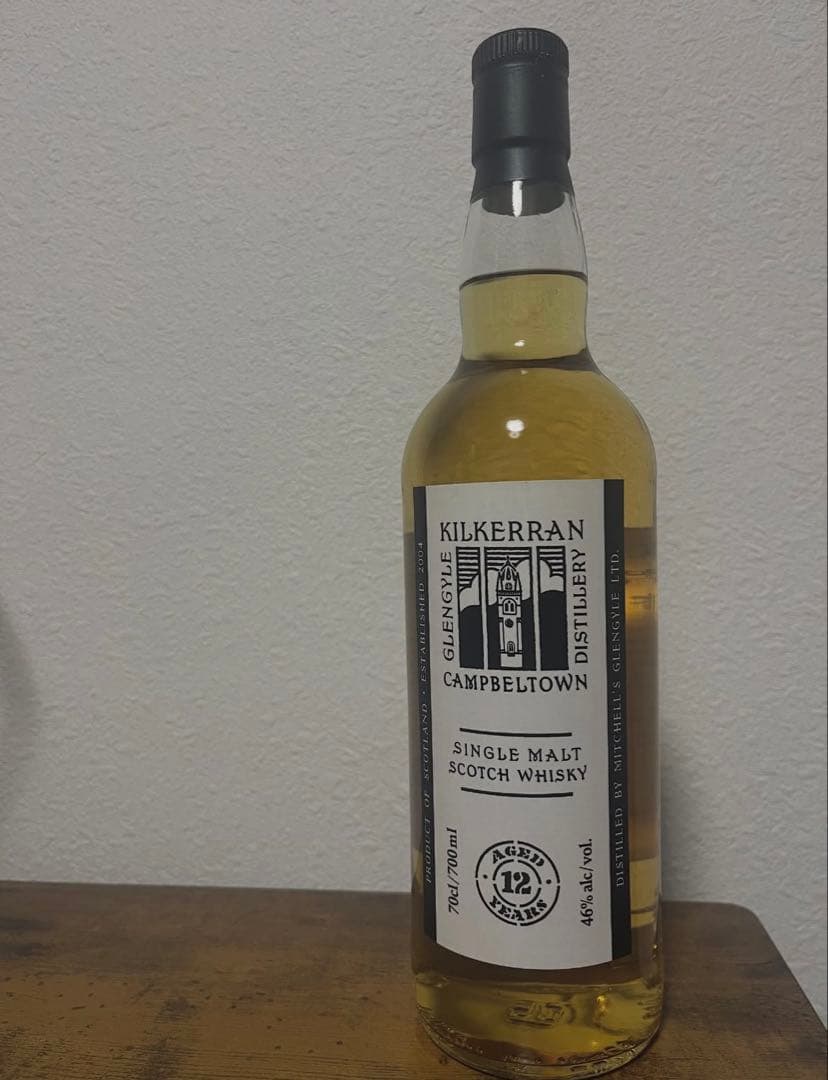 KILKERRAN
GLENGYLE
DISTILLERY
CAMPBELTOWN
SINGLE MALT
SCOTCH WHISKY
70cl/700ml
AGED
12
YEARS
46% alc/vol.
PRODUCT OF SCOTLAND · ESTABLISHED 2004
DISTILLED BY MITCHELL'S GLENGYLE LTD.